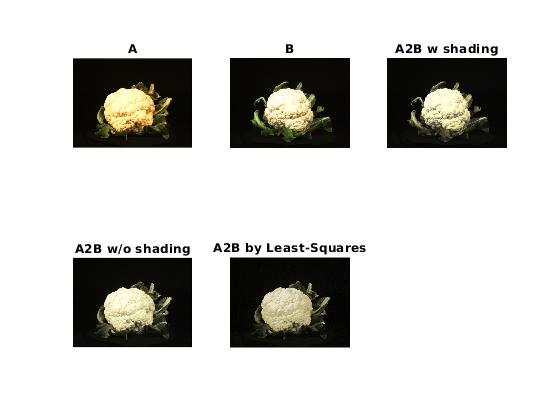 A
B
A2B w shading
A2B w/o shading
A2B by Least-Squares